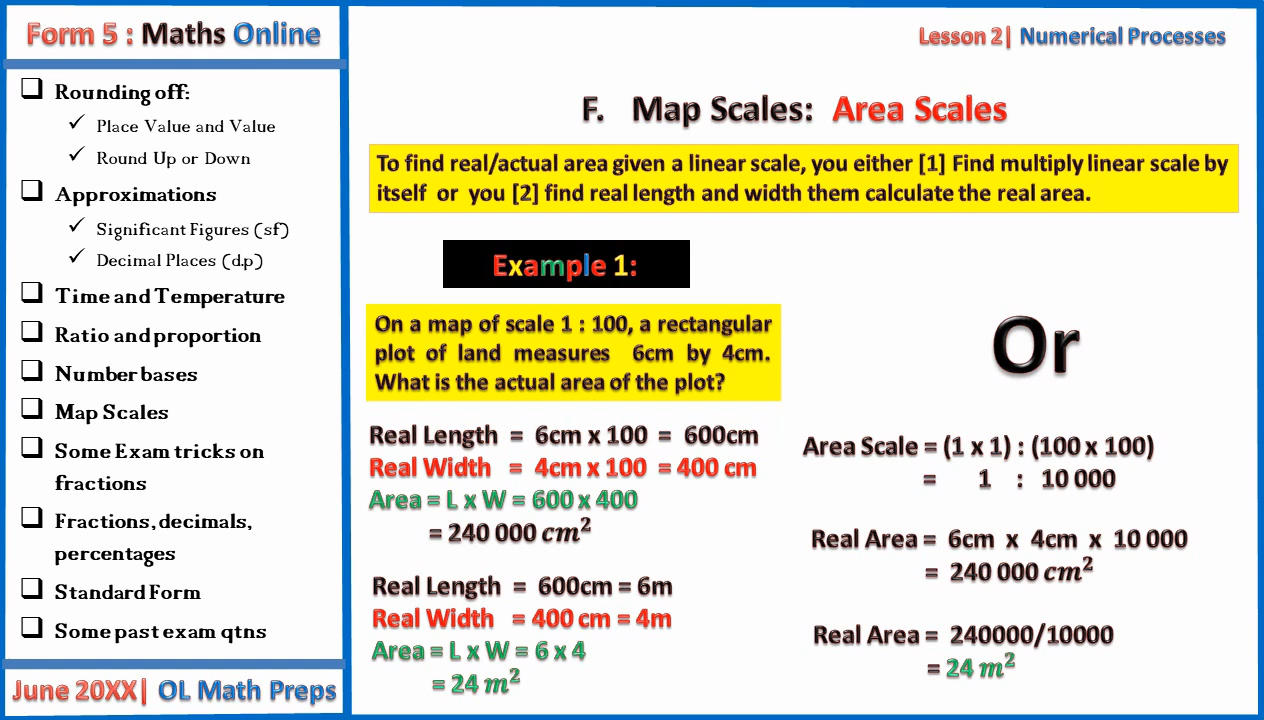 Form 5 : Maths Online
Rounding off:
Place Value and Value
Round Up or Down
Approximations
Significant Figures (sf)
Decimal Places (d.p)
Time and Temperature
Ratio and proportion
Number bases
Map Scales
Some Exam tricks on
fractions
Fractions, decimals,
percentages
Standard Form
Some past exam qtns
June 20XX| OL Math Preps
Lesson 2| Numerical Processes
F. Map Scales: Area Scales
To find real/actual area given a linear scale, you either [1] Find multiply linear scale by
itself or you [2] find real length and width them calculate the real area.
Example 1:
On a map of scale 1 : 100, a rectangular
plot of land measures 6cm by 4cm.
What is the actual area of the plot?
Real Length = 6cm x 100 = 600cm
Real Width = 4cm x 100 = 400 cm
Area = L x W = 600 x 400
= 240 000 cm²
Real Length = 600cm = 6m
Real Width = 400 cm = 4m
Area = L x W = 6 x 4
= 24 m²
Or
Area Scale = (1 x 1) : (100 x 100)
= 1 : 10 000
Real Area = 6cm x 4cm x 10 000
= 240 000 cm²
Real Area = 240000/10000
= 24 m²